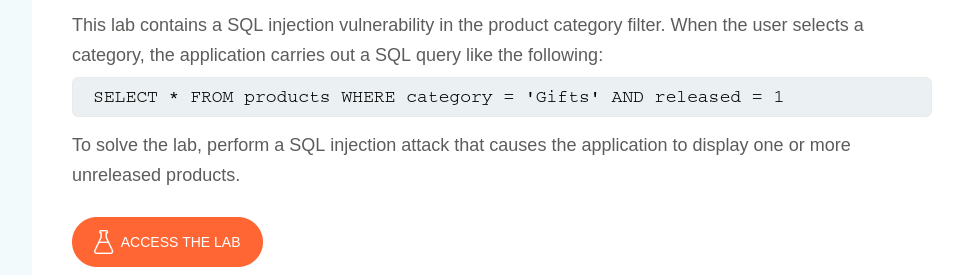 This lab contains a SQL injection vulnerability in the product category filter. When the user selects a
category, the application carries out a SQL query like the following:
SELECT * FROM products WHERE category = 'Gifts' AND released = 1
To solve the lab, perform a SQL injection attack that causes the application to display one or more
unreleased products.
ACCESS THE LAB